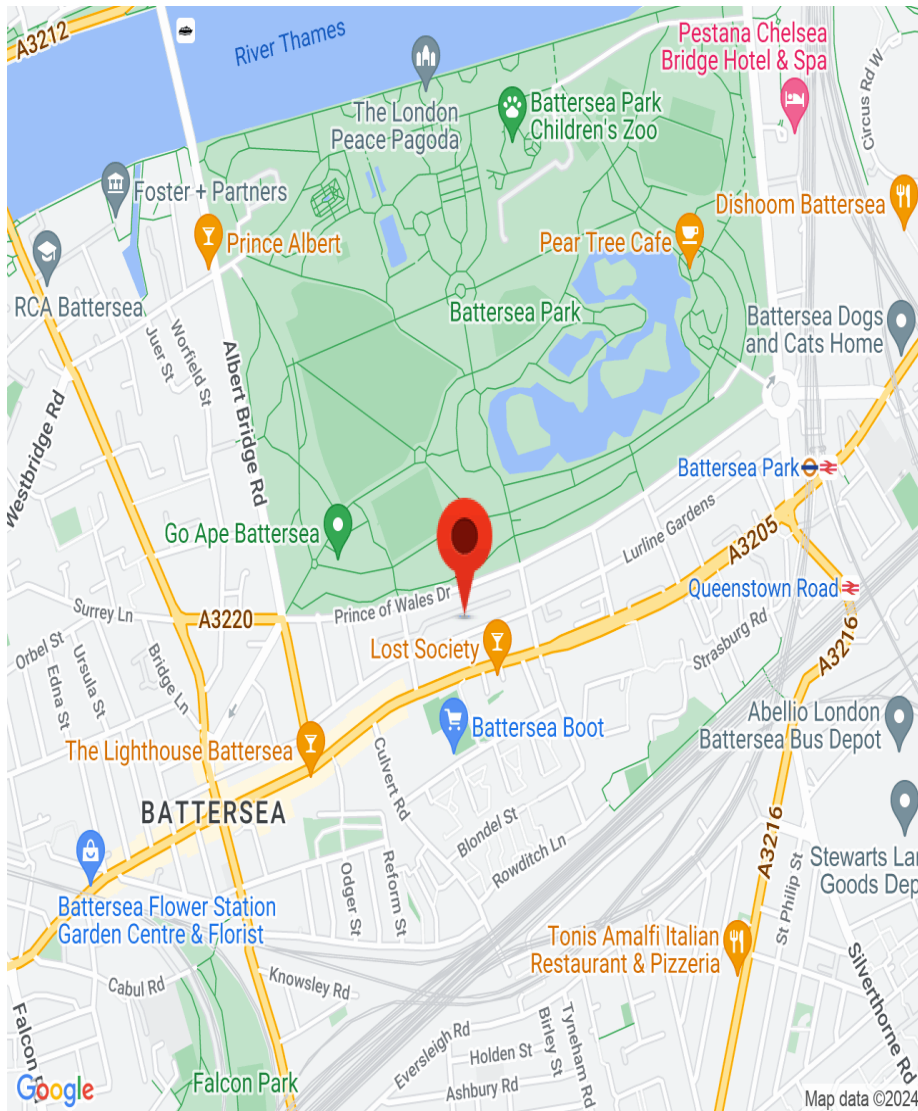 A3212
River Thames
Pestana Chelsea
Bridge Hotel & Spa
Circus Rd W
The London
Peace Pagoda
Battersea Park
Children's Zoo
Foster + Partners
Dishoom Battersea
Prince Albert
Pear Tree Cafe
RCA Battersea
Battersea Park
Battersea Dogs
and Cats Home
Juer St
Worfield St
Albert Bridge Rd
Westbridge Rd
Battersea Park
Go Ape Battersea
Lurline Gardens
A3205
Queenstown Road
Prince of Wales Dr
Surrey Ln
A3220
Lost Society
Strasburg Rd
A3216
Orbel St
Edna St
Ursula St
Bridge Ln
Battersea Boot
Abellio London
Battersea Bus Depot
The Lighthouse Battersea
Culvert Rd
BATTERSEA
Blondel St
Rowditch Ln
A3216
St Philip St
Stewarts La
Goods Dep
Odger St
Reform St
Battersea Flower Station
Garden Centre & Florist
Tonis Amalfi Italian
Restaurant & Pizzeria
Silverthorne Rd
Cabul Rd
Knowsley Rd
Falcon R
Falcon Park
Eversleigh Rd
Holden St
Birley St
Tyneham Rd
Ashbury Rd
Google
Map data ©2024